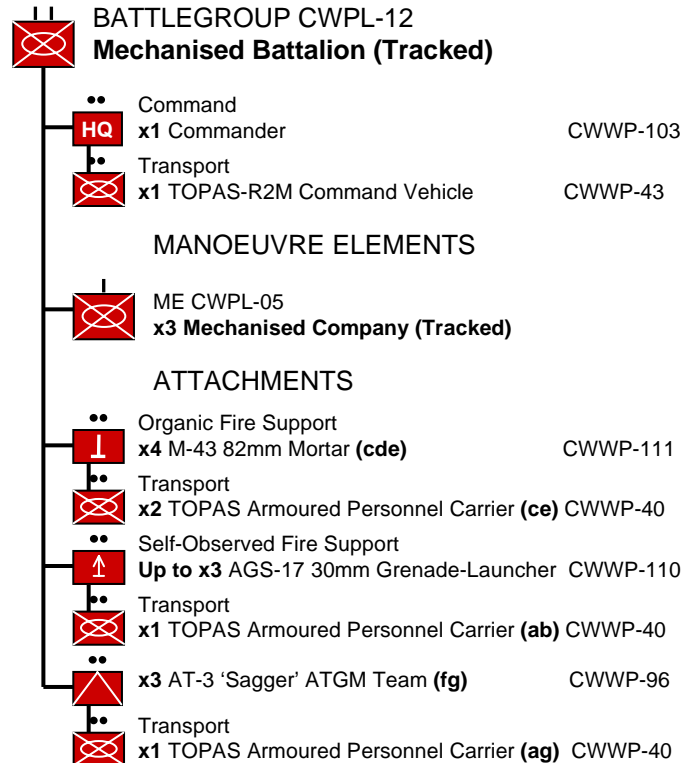 BATTLEGROUP CWPL-12
Mechanised Battalion (Tracked)
Command
HQ x1 Commander CWWP-103
Transport
x1 TOPAS-R2M Command Vehicle CWWP-43
MANOEUVRE ELEMENTS
ME CWPL-05
x3 Mechanised Company (Tracked)
ATTACHMENTS
Organic Fire Support
x4 M-43 82mm Mortar (cde) CWWP-111
Transport
x2 TOPAS Armoured Personnel Carrier (ce) CWWP-40
Self-Observed Fire Support
Up to x3 AGS-17 30mm Grenade-Launcher CWWP-110
Transport
x1 TOPAS Armoured Personnel Carrier (ab) CWWP-40
x3 AT-3 ‘Sagger’ ATGM Team (fg) CWWP-96
Transport
x1 TOPAS Armoured Personnel Carrier (ag) CWWP-40